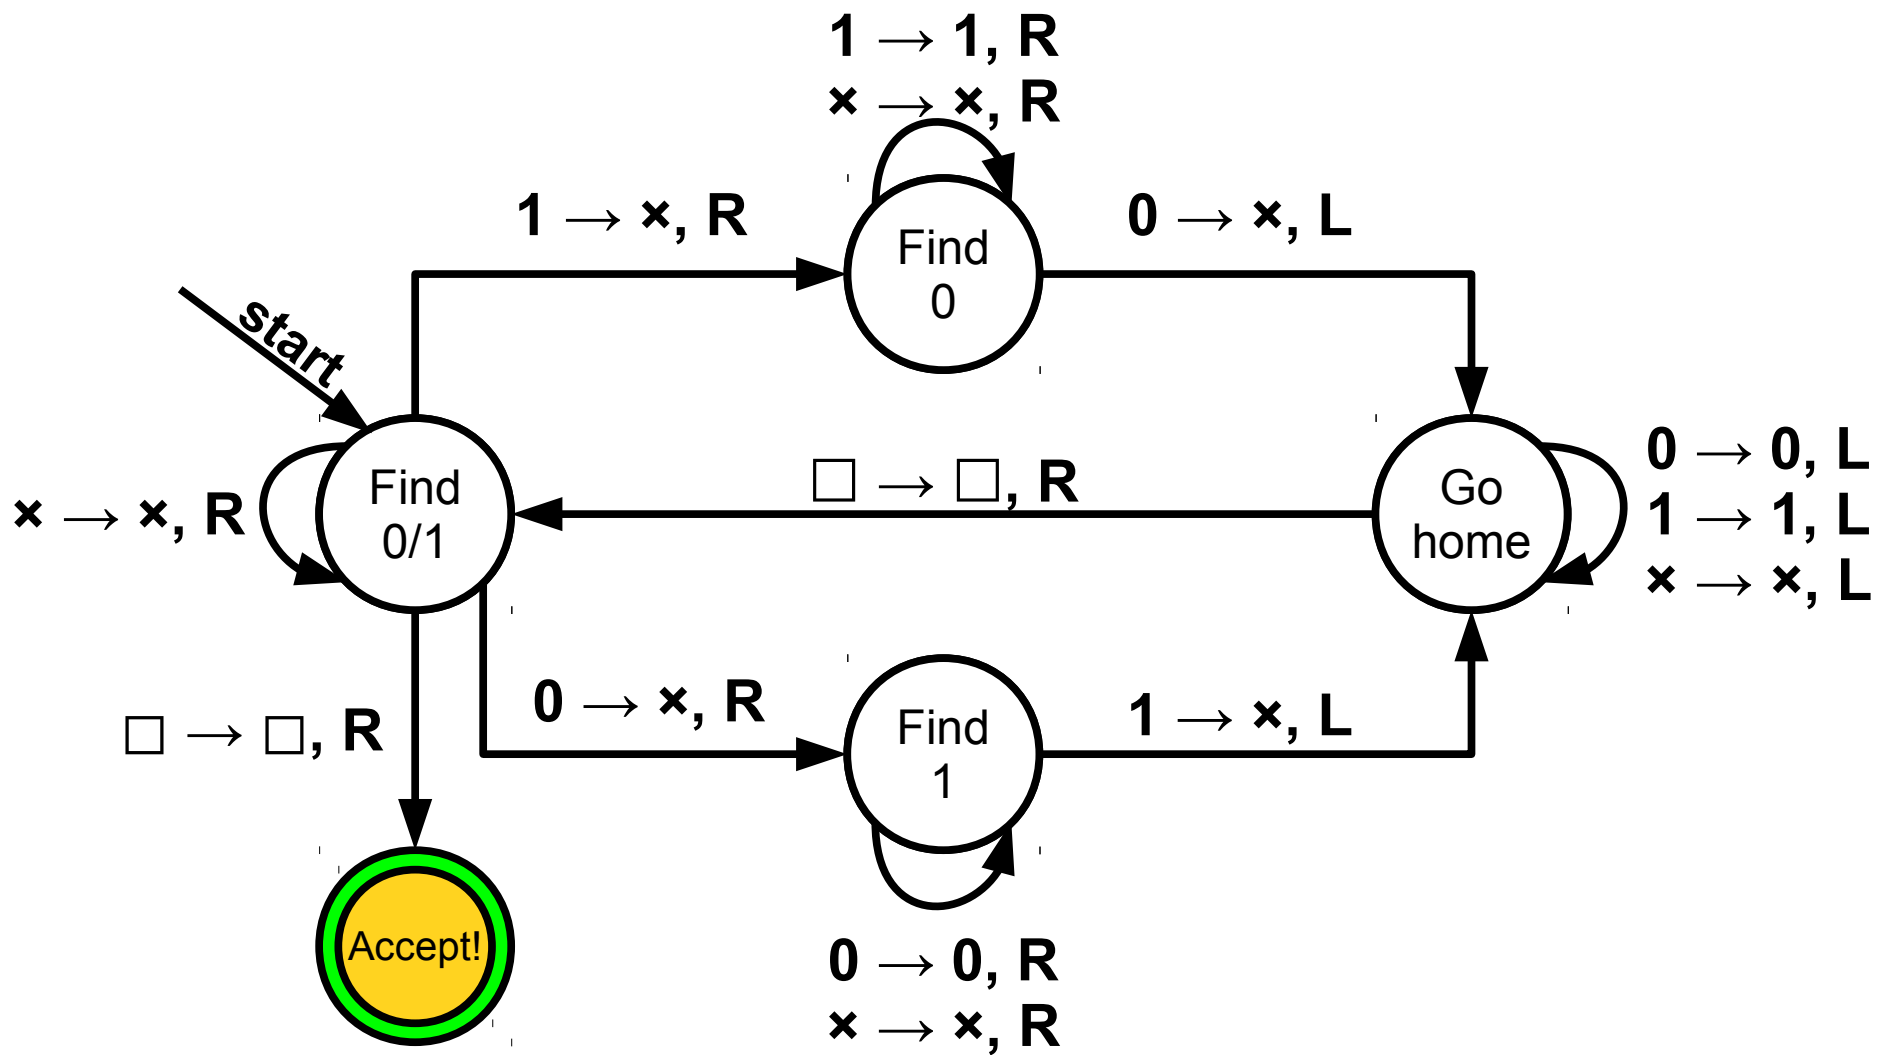 1 → 1, R
× → ×, R
1 → ×, R
0 → ×, L
Find
0
start
Find
0/1
× → ×, R
□ → □, R
Go
home
0 → 0, L
1 → 1, L
× → ×, L
□ → □, R
0 → ×, R
Find
1
1 → ×, L
Accept!
0 → 0, R
× → ×, R